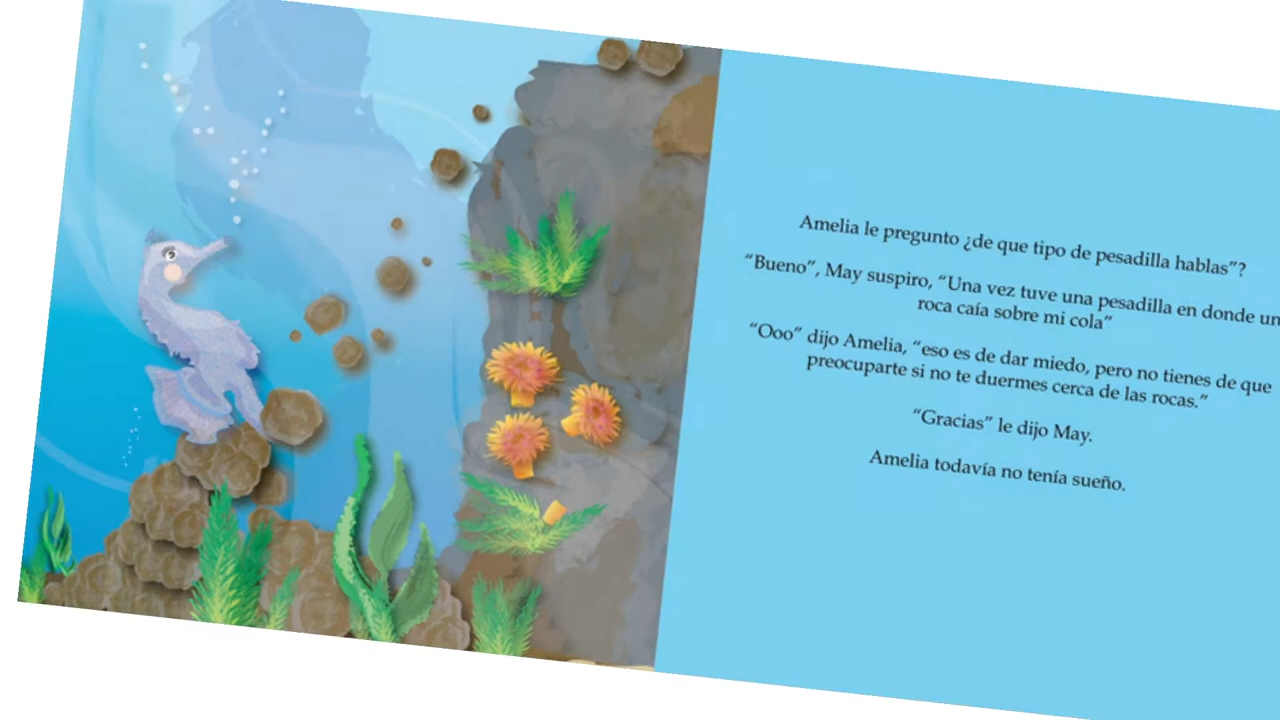 Amelia le pregunto ¿de que tipo de pesadilla hablas”?
“Bueno”, May suspiro, “Una vez tuve una pesadilla en donde un
roca caía sobre mi cola”
“Ooo” dijo Amelia, “eso es de dar miedo, pero no tienes de que
preocuparte si no te duermes cerca de las rocas.”
“Gracias” le dijo May.
Amelia todavía no tenía sueño.